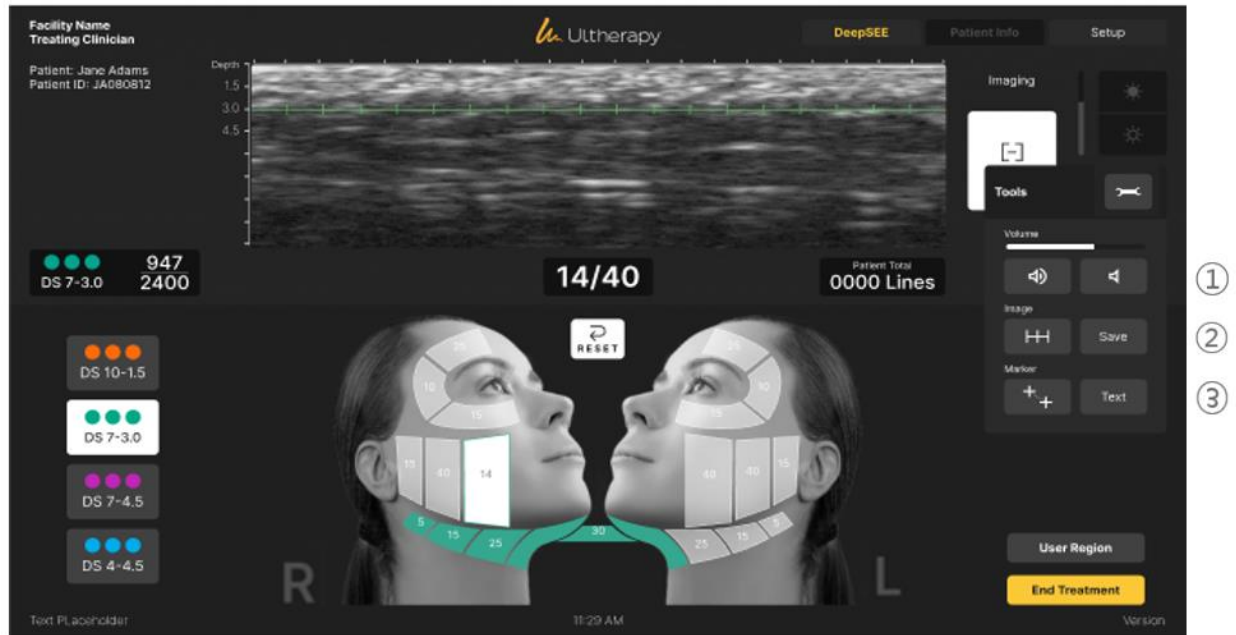 Facility Name
Treating Clinician
Ultherapy
DeepSEE
Patient Info
Setup
Patient: Jane Adams
Patient ID: JA080812
Depth
1.5
3.0
4.5
Imaging
Tools
Volume
①
Image
Save
②
Marker
Text
③
DS 7-3.0
947
2400
14/40
Patient Total
0000 Lines
RESET
DS 10-1.5
DS 7-3.0
DS 7-4.5
DS 4-4.5
25
10
15
15
40
14
5
15
25
30
25
10
15
40
40
15
25
15
5
R
L
User Region
End Treatment
Text PLaceholder
11:29 AM
Version